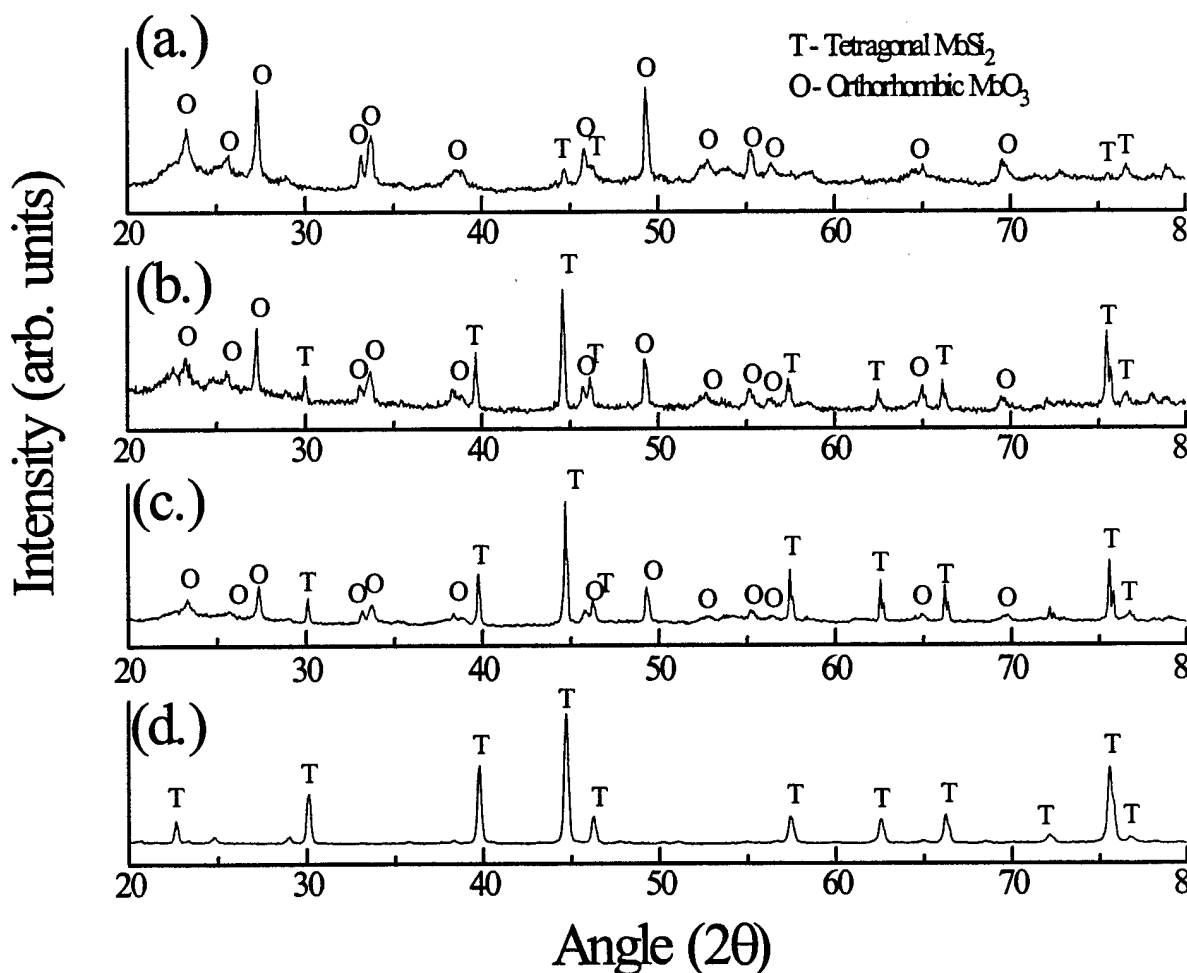 Intensity (arb. units)
(a.)
T - Tetragonal MoSi₂
O - Orthorhombic MoO₃
O O O O O O T O T O O O O O O T T
20 30 40 50 60 70 8
(b.)
O O O T O O O T T O T O O O O T T O T O T T
20 30 40 50 60 70 8
(c.)
O O O T O O O T T O T O O O O T T O T O T T
20 30 40 50 60 70 8
(d.)
T T T T T T T T T T T
20 30 40 50 60 70 8
Angle (2θ)